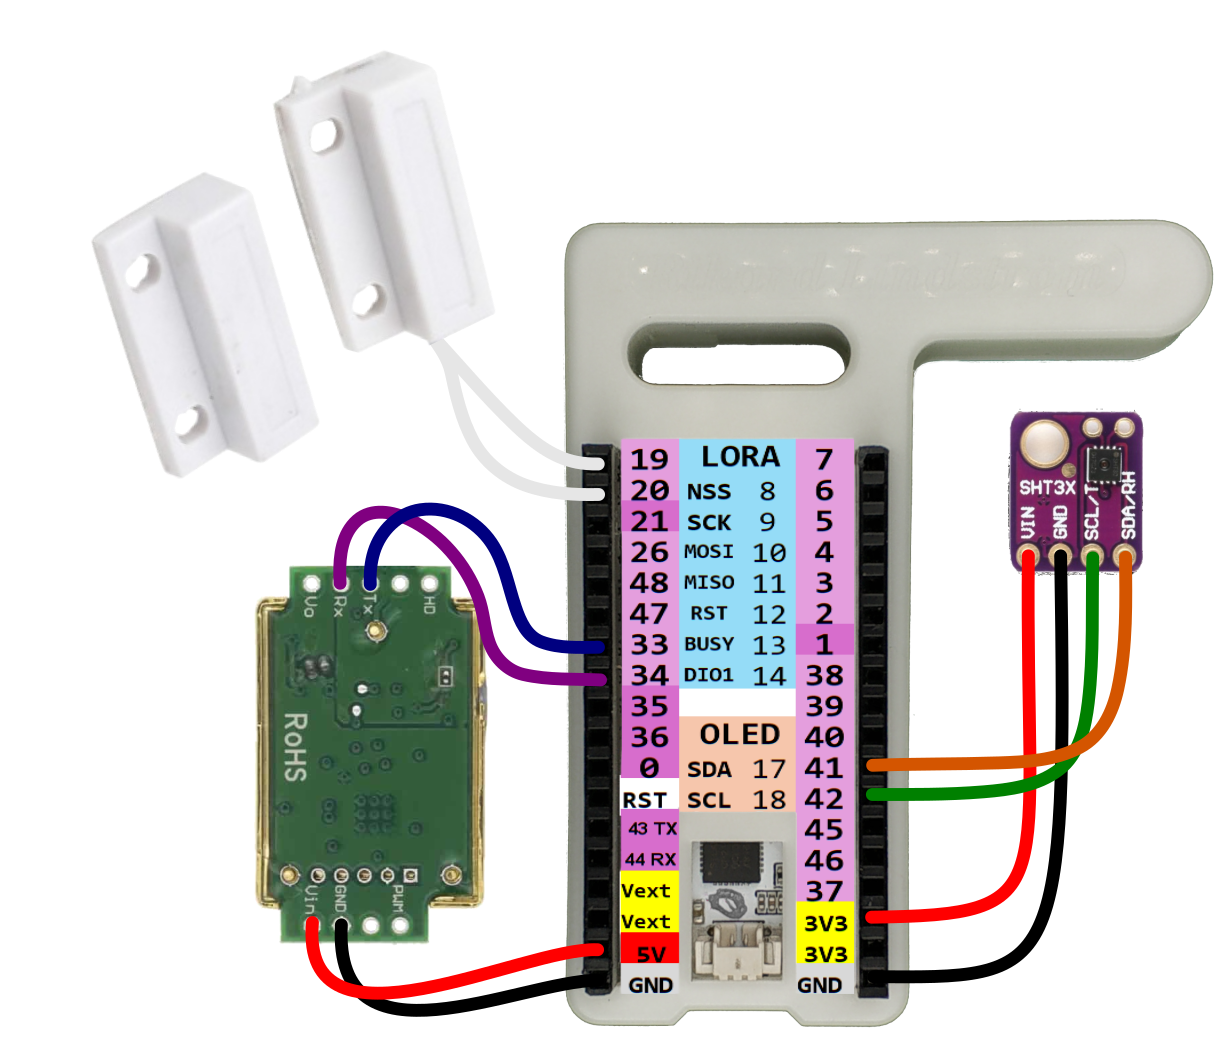 19 LORA 7
20 NSS 8 6
21 SCK 9 5
26 MOSI 10 4
48 MISO 11 3
47 RST 12 2
33 BUSY 13 1
34 DIO1 14 38
35 39
36 OLED 40
0 SDA 17 41
RST SCL 18 42
43 TX 45
44 RX 46
Vext 37
Vext 3V3
5V 3V3
GND GND
Vo
Rx
Tx
HD
RoHS
Vin
GND
PWM
SHT3X
VIN
GND
SCL/T
SDA/RH